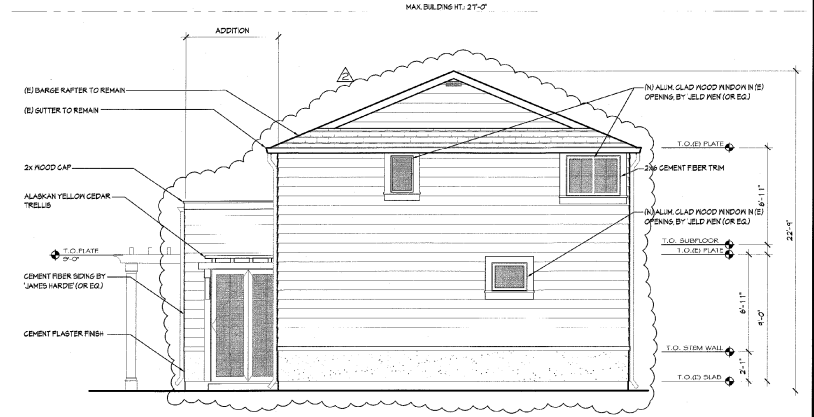 MAX. BUILDING HT.: 27'-0"
ADDITION
2
(E) BARGE RAFTER TO REMAIN
(E) GUTTER TO REMAIN
2x WOOD CAP
ALASKAN YELLOW CEDAR
TRELLIS
T.O. PLATE
9'-0"
CEMENT FIBER SIDING BY
'JAMES HARDIE' (OR EQ.)
CEMENT PLASTER FINISH
(N) ALUM. CLAD WOOD WINDOW IN (E)
OPENING, BY 'JELD WEN' (OR EQ.)
T.O.(E) PLATE
2X6 CEMENT FIBER TRIM
6'-11"
(N) ALUM. CLAD WOOD WINDOW IN (E)
OPENING, BY 'JELD WEN' (OR EQ.)
22'-9"
T.O. SUBFLOOR
T.O.(E) PLATE
6'-11"
9'-0"
T.O. STEM WALL
2'-1"
T.O.(E) SLAB